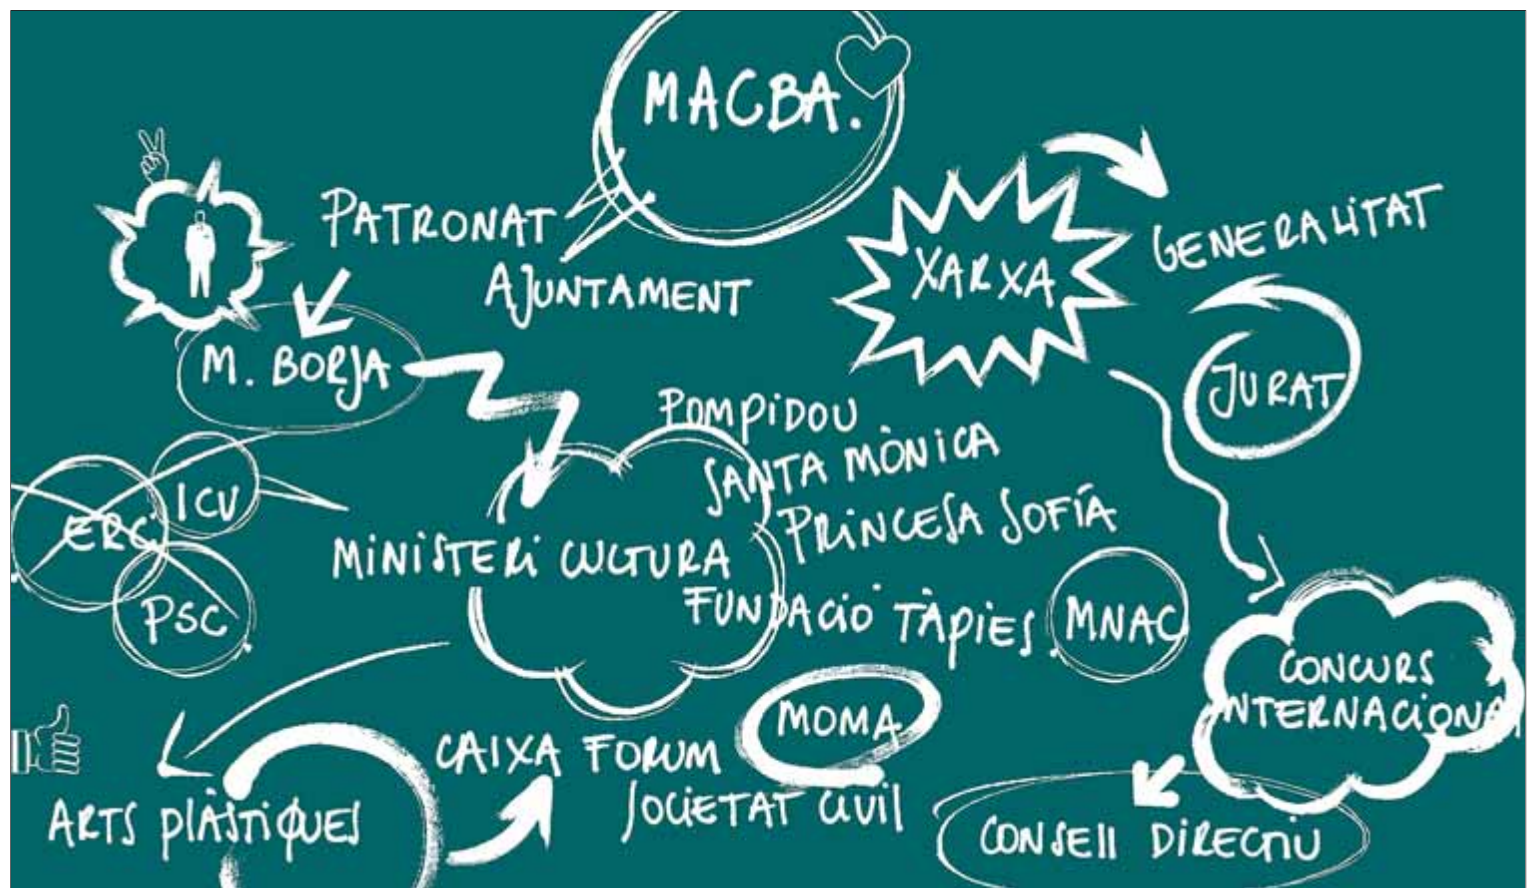 MACBA.
PATRONAT
AJUNTAMENT
XARXA
GENERALITAT
M. BORJA
JURAT
POMPIDOU
SANTA MÒNICA
PRINCESA SOFÍA
ICV
ERC
PSC
MINISTERI CULTURA
FUNDACIÓ TÀPIES
MNAC
CONCURS
INTERNACIONAL
MOMA
CAIXA FORUM
SOCIETAT CIVIL
ARTS PLÀSTIQUES
CONSELL DIRECTIU